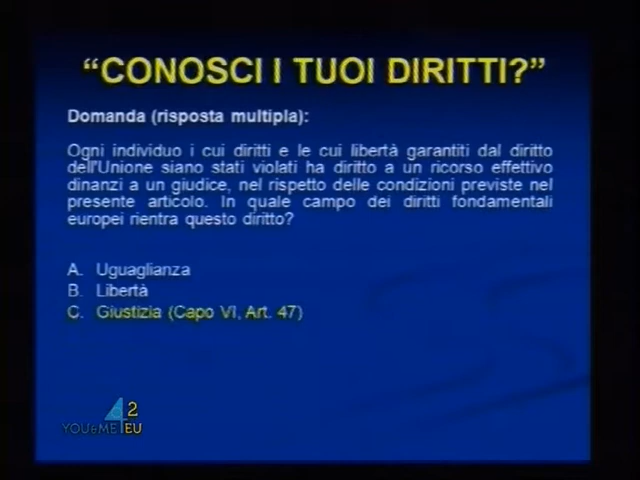 “CONOSCI I TUOI DIRITTI?”
Domanda (risposta multipla):
Ogni individuo i cui diritti e le cui libertà garantiti dal diritto
dell'Unione siano stati violati ha diritto a un ricorso effettivo
dinanzi a un giudice, nel rispetto delle condizioni previste nel
presente articolo. In quale campo dei diritti fondamentali
europei rientra questo diritto?
A. Uguaglianza
B. Libertà
C. Giustizia (Capo VI, Art. 47)
42
YOU&ME EU